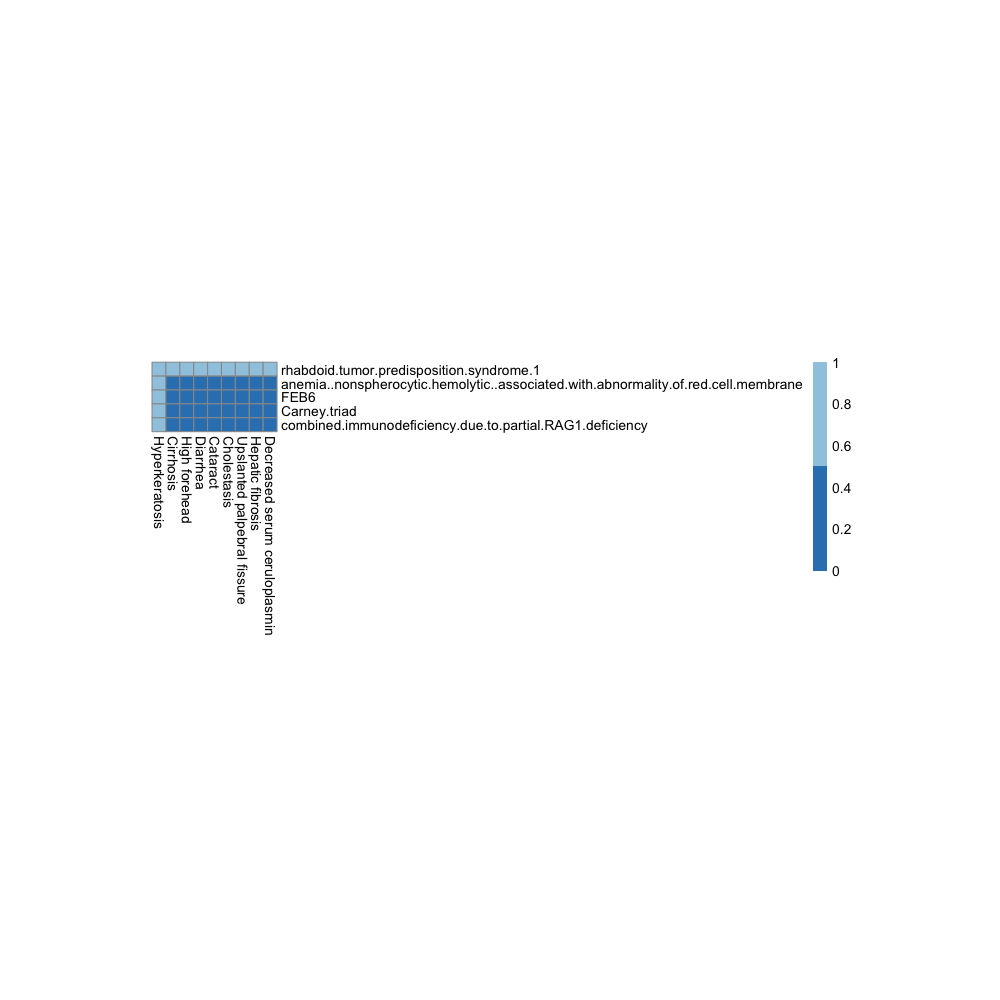 rhabdoid.tumor.predisposition.syndrome.1
anemia..nonspherocytic.hemolytic..associated.with.abnormality.of.red.cell.membrane
FEB6
Carney.triad
combined.immunodeficiency.due.to.partial.RAG1.deficiency
Hyperkeratosis
Cirrhosis
High forehead
Diarrhea
Cataract
Cholestasis
Upslanted palpebral fissure
Hepatic fibrosis
Decreased serum ceruloplasmin
1
0.8
0.6
0.4
0.2
0